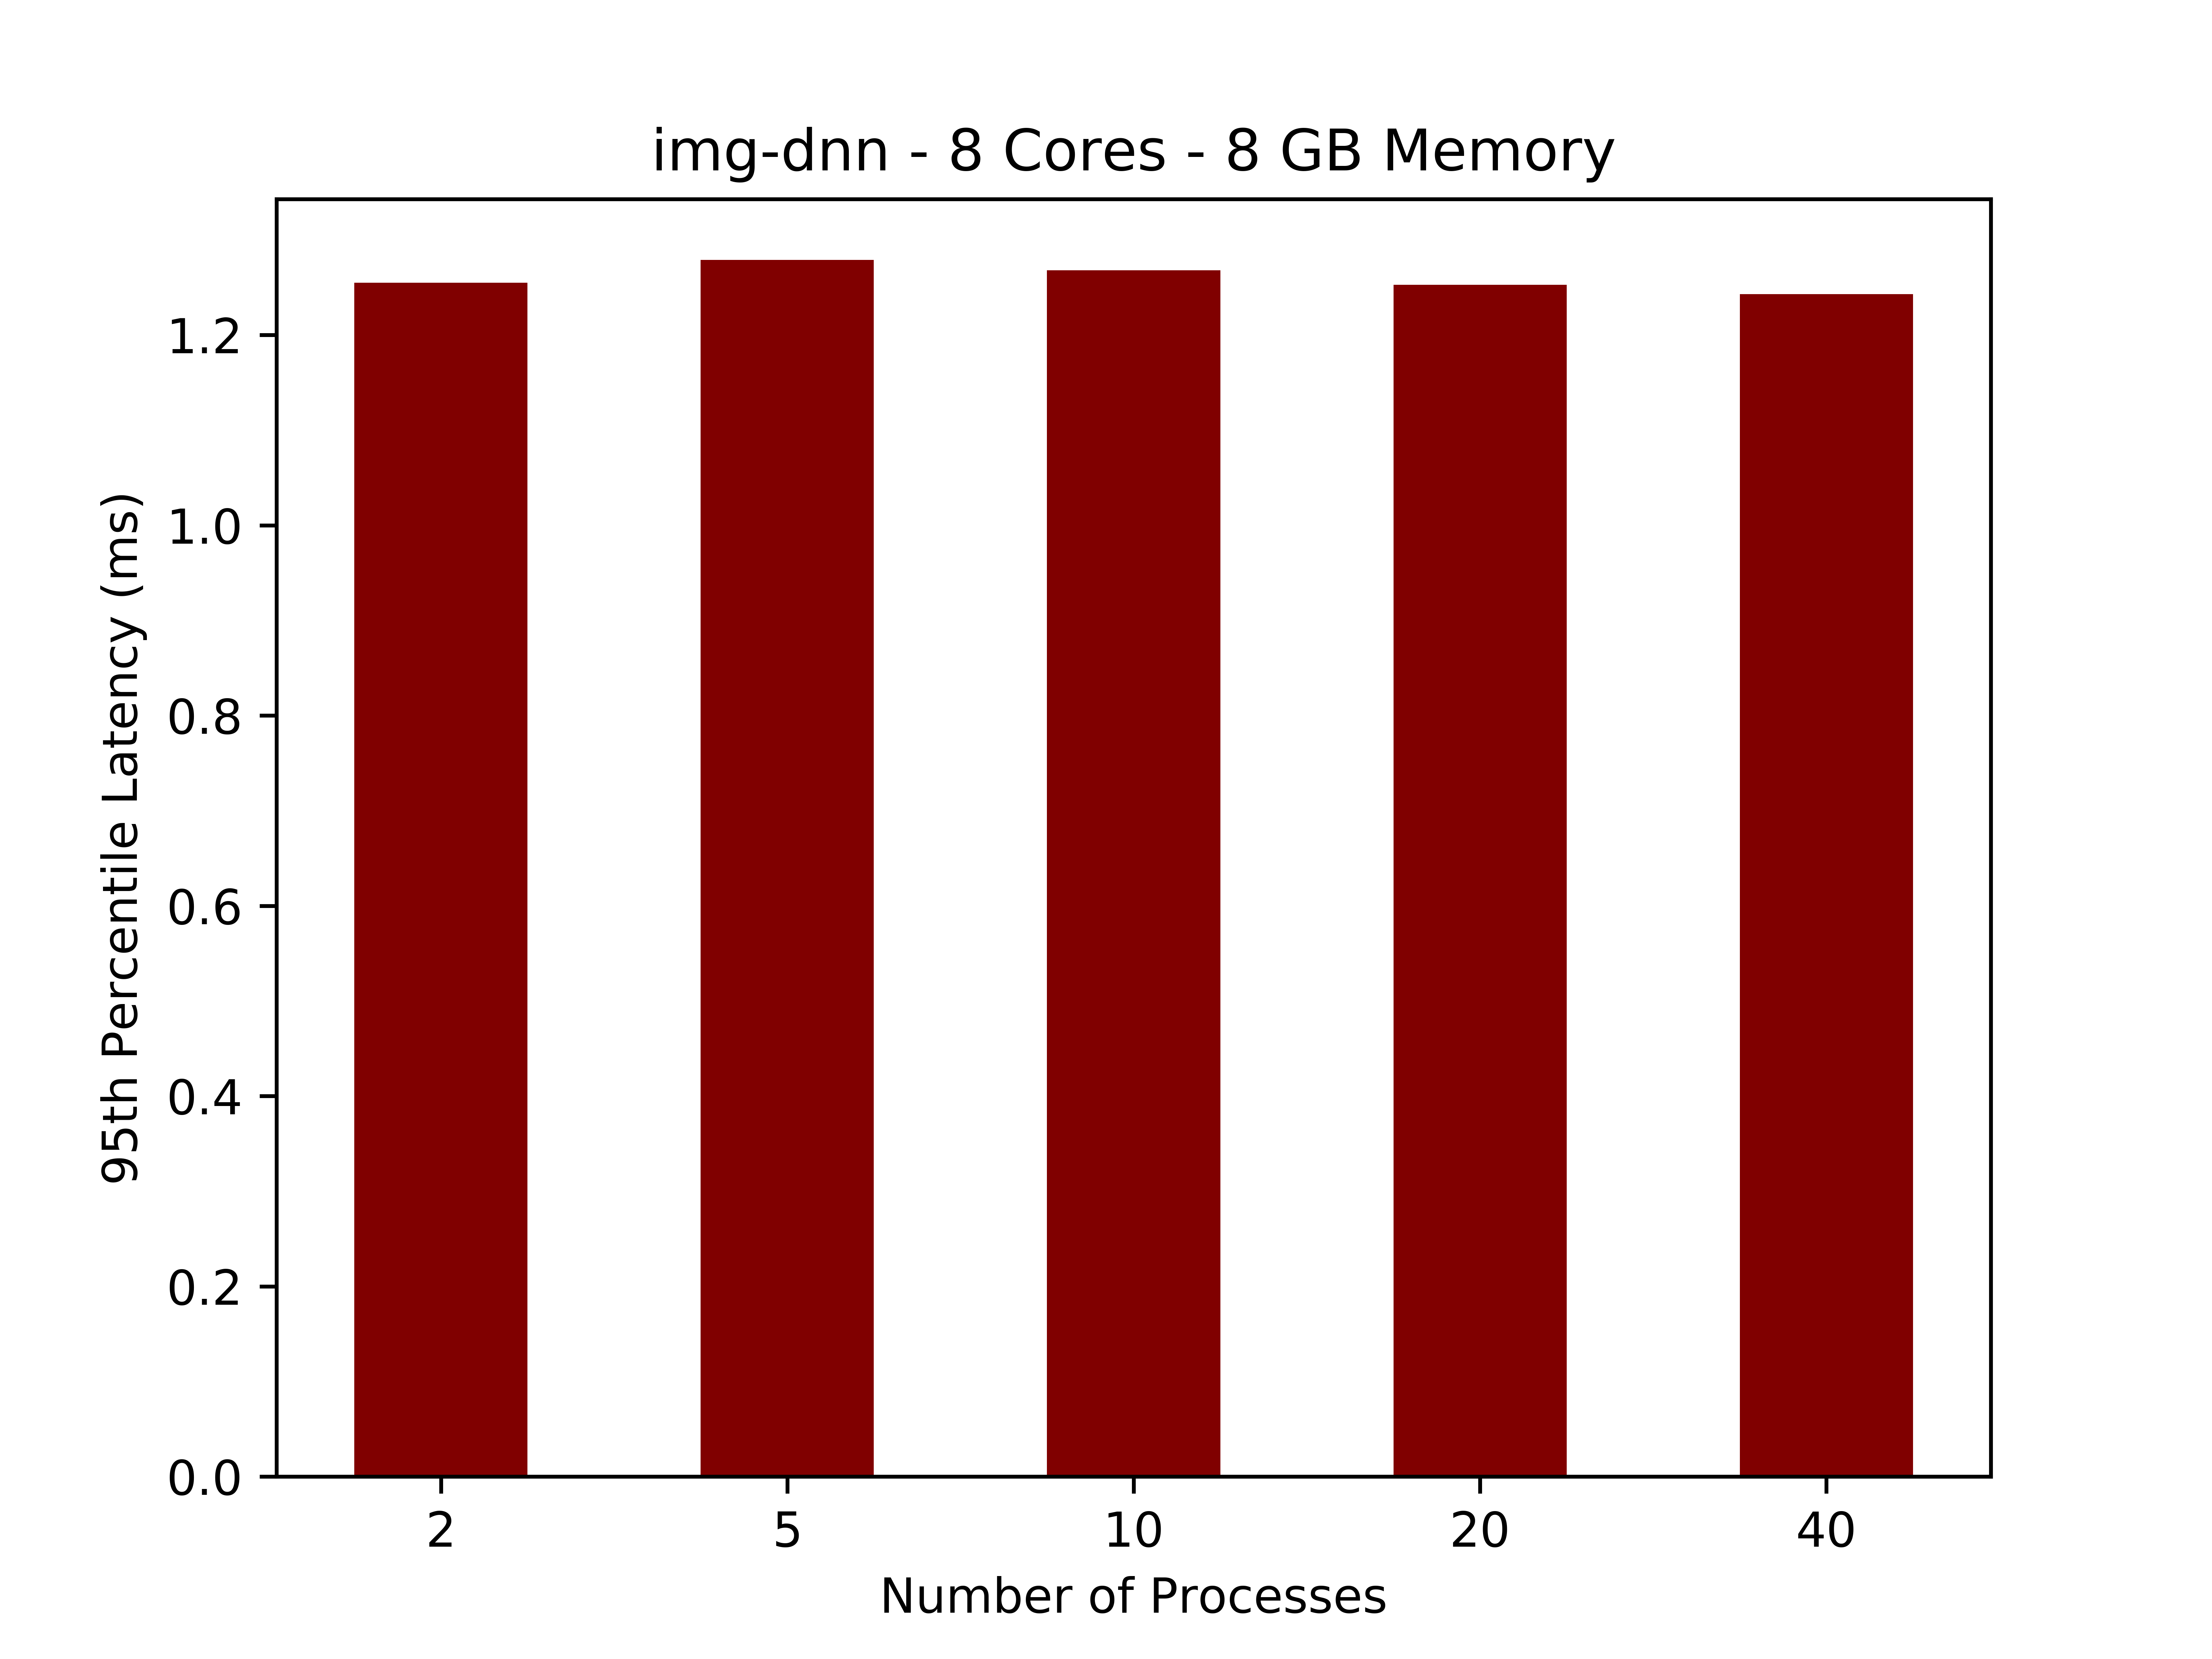 img-dnn - 8 Cores - 8 GB Memory
95th Percentile Latency (ms)
1.2
1.0
0.8
0.6
0.4
0.2
0.0
2 5 10 20 40
Number of Processes